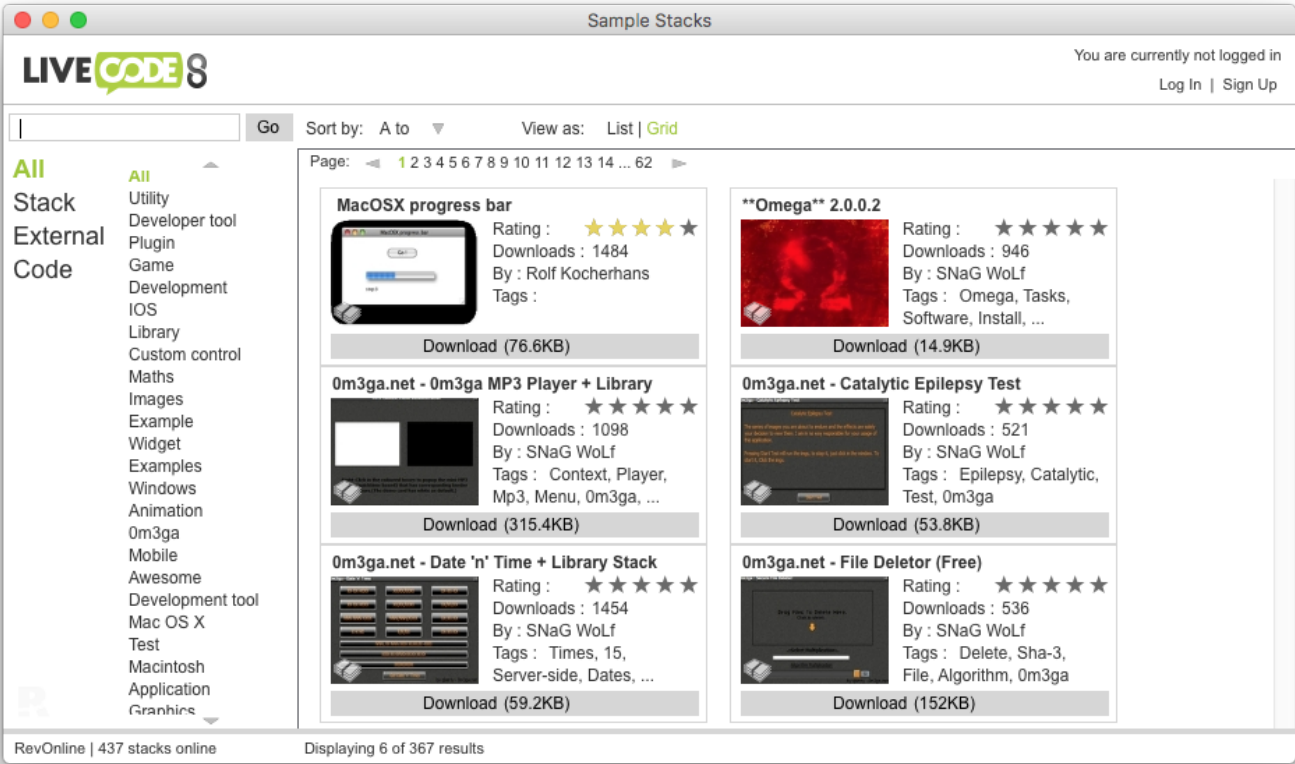 Sample Stacks
LIVECODE 8
You are currently not logged in
Log In | Sign Up
Go Sort by: A to View as: List | Grid
Page: 1 2 3 4 5 6 7 8 9 10 11 12 13 14 ... 62
All
Stack
External
Code
All
Utility
Developer tool
Plugin
Game
Development
IOS
Library
Custom control
Maths
Images
Example
Widget
Examples
Windows
Animation
0m3ga
Mobile
Awesome
Development tool
Mac OS X
Test
Macintosh
Application
Graphics
MacOSX progress bar
MacOSX progress bar
Go !
Rating :
Downloads : 1484
By : Rolf Kocherhans
Tags :
Download (76.6KB)
**Omega** 2.0.0.2
Rating :
Downloads : 946
By : SNaG WoLf
Tags : Omega, Tasks,
Software, Install, ...
Download (14.9KB)
0m3ga.net - 0m3ga MP3 Player + Library
Rating :
Downloads : 1098
By : SNaG WoLf
Tags : Context, Player,
Mp3, Menu, 0m3ga, ...
Download (315.4KB)
0m3ga.net - Catalytic Epilepsy Test
Catalytic Epilepsy Test
Rating :
Downloads : 521
By : SNaG WoLf
Tags : Epilepsy, Catalytic,
Test, 0m3ga
Download (53.8KB)
0m3ga.net - Date 'n' Time + Library Stack
Rating :
Downloads : 1454
By : SNaG WoLf
Tags : Times, 15,
Server-side, Dates, ...
Download (59.2KB)
0m3ga.net - File Deletor (Free)
Rating :
Downloads : 536
By : SNaG WoLf
Tags : Delete, Sha-3,
File, Algorithm, 0m3ga
Download (152KB)
RevOnline | 437 stacks online
Displaying 6 of 367 results